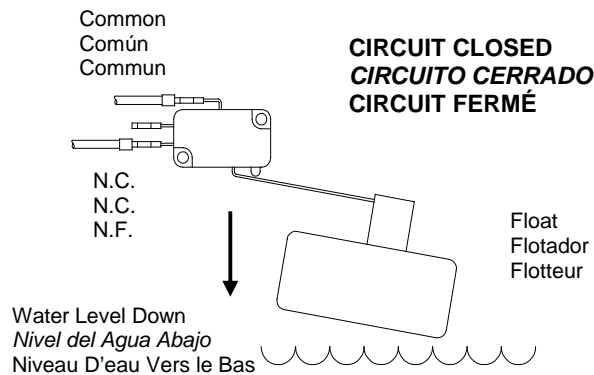 Common
Común
Commun
CIRCUIT CLOSED
CIRCUITO CERRADO
CIRCUIT FERMÉ
N.C.
N.C.
N.F.
Float
Flotador
Flotteur
Water Level Down
Nivel del Agua Abajo
Niveau D'eau Vers le Bas